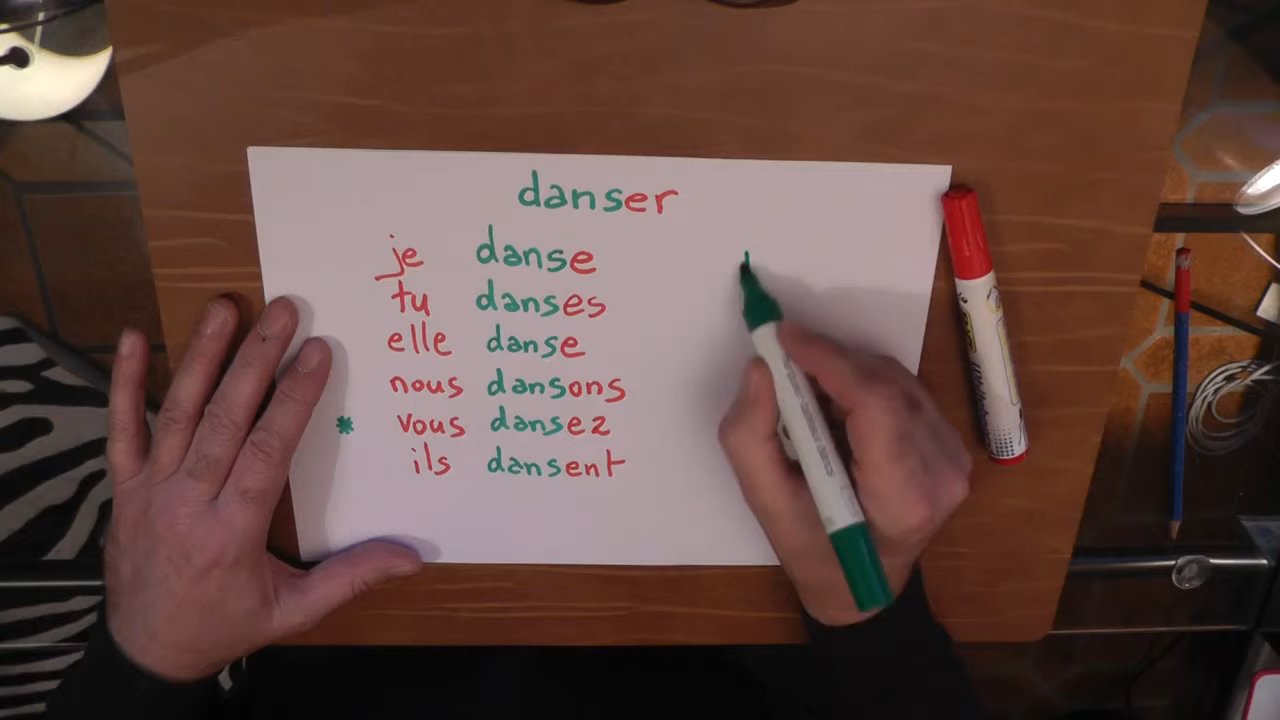 danser
je danse
tu danses
elle danse
nous dansons
* vous dansez
ils dansent